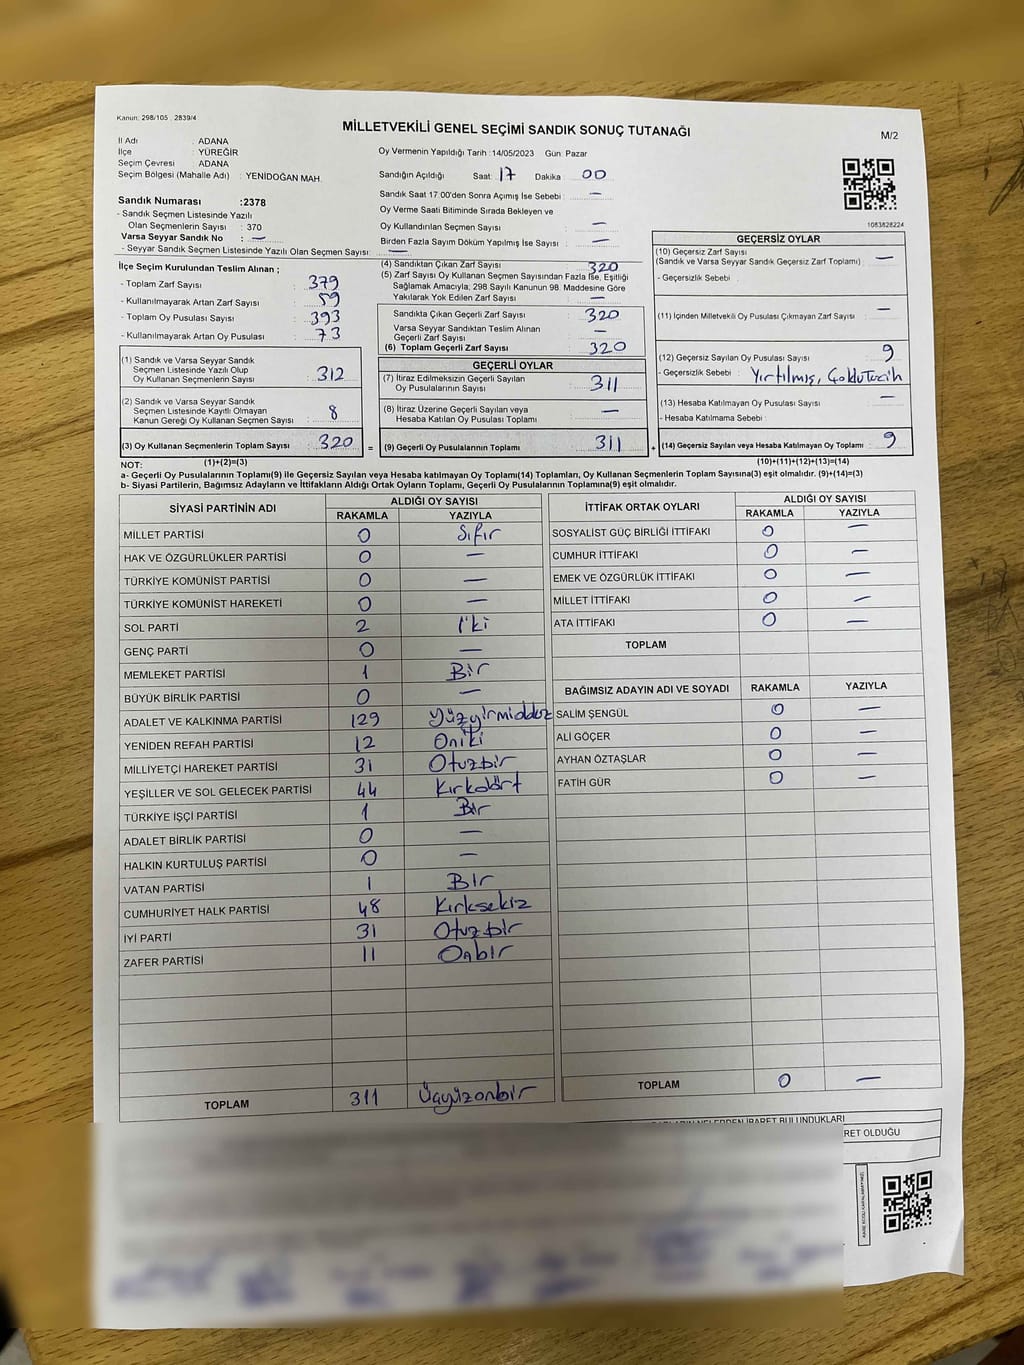 Kanun: 298/105 , 2839/4
MİLLETVEKİLİ GENEL SEÇİMİ SANDIK SONUÇ TUTANAĞI
M/2
İl Adı : ADANA
İlçe : YÜREĞİR
Seçim Çevresi : ADANA
Seçim Bölgesi (Mahalle Adı) : YENİDOĞAN MAH.
Oy Vermenin Yapıldığı Tarih :14/05/2023 Gün: Pazar
Sandığın Açıldığı Saat: 17 Dakika: 00
Sandık Saat 17:00'den Sonra Açımış İse Sebebi : —
Oy Verme Saati Bitiminde Sırada Bekleyen ve
Oy Kullandırılan Seçmen Sayısı : —
Birden Fazla Sayım Döküm Yapılmış İse Sayısı : —
1083828224
Sandık Numarası :2378
- Sandık Seçmen Listesinde Yazılı
Olan Seçmenlerin Sayısı : 370
Varsa Seyyar Sandık No : —
- Seyyar Sandık Seçmen Listesinde Yazılı Olan Seçmen Sayısı: —
İlçe Seçim Kurulundan Teslim Alınan ;
- Toplam Zarf Sayısı : 379
- Kullanılmayarak Artan Zarf Sayısı : 59
- Toplam Oy Pusulası Sayısı : 393
- Kullanılmayarak Artan Oy Pusulası : 73
(1) Sandık ve Varsa Seyyar Sandık
Seçmen Listesinde Yazılı Olup
Oy Kullanan Seçmenlerin Sayısı : 312
(2) Sandık ve Varsa Seyyar Sandık
Seçmen Listesinde Kayıtlı Olmayan
Kanun Gereği Oy Kullanan Seçmen Sayısı : 8
(3) Oy Kullanan Seçmenlerin Toplam Sayısı : 320
(1)+(2)=(3)
(4) Sandıktan Çıkan Zarf Sayısı : 320
(5) Zarf Sayısı Oy Kullanan Seçmen Sayısından Fazla İse, Eşitliği
Sağlamak Amacıyla; 298 Sayılı Kanunun 98. Maddesine Göre
Yakılarak Yok Edilen Zarf Sayısı : —
Sandıkta Çıkan Geçerli Zarf Sayısı : 320
Varsa Seyyar Sandıktan Teslim Alınan
Geçerli Zarf Sayısı : —
(6) Toplam Geçerli Zarf Sayısı : 320
GEÇERLİ OYLAR
(7) İtiraz Edilmeksizin Geçerli Sayılan
Oy Pusulalarının Sayısı : 311
(8) İtiraz Üzerine Geçerli Sayılan veya
Hesaba Katılan Oy Pusulası Toplamı : —
= (9) Geçerli Oy Pusulalarının Toplamı : 311 +
GEÇERSİZ OYLAR
(10) Geçersiz Zarf Sayısı
(Sandık ve Varsa Seyyar Sandık Geçersiz Zarf Toplamı) : —
- Geçersizlik Sebebi :
(11) İçinden Milletvekili Oy Pusulası Çıkmayan Zarf Sayısı : —
(12) Geçersiz Sayılan Oy Pusulası Sayısı : 9
- Geçersizlik Sebebi : Yırtılmış, Çoklu Tercih
(13) Hesaba Katılmayan Oy Pusulası Sayısı : —
- Hesaba Katılmama Sebebi :
(14) Geçersiz Sayılan veya Hesaba Katılmayan Oy Toplamı : 9
(10)+(11)+(12)+(13)=(14)
NOT:
a- Geçerli Oy Pusulalarının Toplamı(9) ile Geçersiz Sayılan veya Hesaba katılmayan Oy Toplamı(14) Toplamları, Oy Kullanan Seçmenlerin Toplam Sayısına(3) eşit olmalıdır. (9)+(14)=(3)
b- Siyasi Partilerin, Bağımsız Adayların ve İttifakların Aldığı Ortak Oyların Toplamı, Geçerli Oy Pusulalarının Toplamına(9) eşit olmalıdır.
SİYASİ PARTİNİN ADI ALDIĞI OY SAYISI
RAKAMLA YAZIYLA
MİLLET PARTİSİ 0 Sıfır
HAK VE ÖZGÜRLÜKLER PARTİSİ 0 —
TÜRKİYE KOMÜNİST PARTİSİ 0 —
TÜRKİYE KOMÜNİST HAREKETİ 0 —
SOL PARTİ 2 İki
GENÇ PARTİ 0 —
MEMLEKET PARTİSİ 1 Bir
BÜYÜK BİRLİK PARTİSİ 0 —
ADALET VE KALKINMA PARTİSİ 129 Yüzyirmidokuz
YENİDEN REFAH PARTİSİ 12 Oniki
MİLLİYETÇİ HAREKET PARTİSİ 31 Otuzbir
YEŞİLLER VE SOL GELECEK PARTİSİ 44 Kırkdört
TÜRKİYE İŞÇİ PARTİSİ 1 Bir
ADALET BİRLİK PARTİSİ 0 —
HALKIN KURTULUŞ PARTİSİ 0 —
VATAN PARTİSİ 1 Bir
CUMHURİYET HALK PARTİSİ 48 Kırksekiz
İYİ PARTİ 31 Otuzbir
ZAFER PARTİSİ 11 Onbir
TOPLAM 311 Üçyüzonbir
İTTİFAK ORTAK OYLARI ALDIĞI OY SAYISI
RAKAMLA YAZIYLA
SOSYALİST GÜÇ BİRLİĞİ İTTİFAKI 0 —
CUMHUR İTTİFAKI 0 —
EMEK VE ÖZGÜRLÜK İTTİFAKI 0 —
MİLLET İTTİFAKI 0 —
ATA İTTİFAKI 0 —
TOPLAM
BAĞIMSIZ ADAYIN ADI VE SOYADI RAKAMLA YAZIYLA
SALİM ŞENGÜL 0 —
ALİ GÖÇER 0 —
AYHAN ÖZTAŞLAR 0 —
FATİH GÜR 0 —
TOPLAM 0 —
NELERDEN İBARET BULUNDUKLARI
RET OLDUĞU